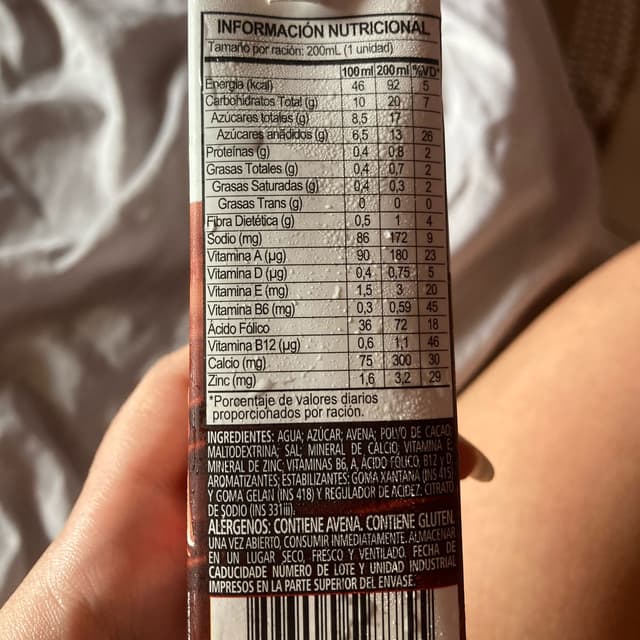 INFORMACIÓN NUTRICIONAL
Tamaño por ración: 200mL (1 unidad)
100 ml 200 ml %VD*
Energía (kcal) 46 92 5
Carbohidratos Total (g) 10 20 7
Azúcares totales (g) 8,5 17
Azúcares añadidos (g) 6,5 13 26
Proteínas (g) 0,4 0,8 2
Grasas Totales (g) 0,4 0,7 2
Grasas Saturadas (g) 0,4 0,3 2
Grasas Trans (g) 0 0 0
Fibra Dietética (g) 0,5 1 4
Sodio (mg) 86 172 9
Vitamina A (µg) 90 180 23
Vitamina D (µg) 0,4 0,75 5
Vitamina E (mg) 1,5 3 20
Vitamina B6 (mg) 0,3 0,59 45
Ácido Fólico 36 72 18
Vitamina B12 (µg) 0,6 1,1 46
Calcio (mg) 75 300 30
Zinc (mg) 1,6 3,2 29
*Porcentaje de valores diarios
proporcionados por ración.
INGREDIENTES: AGUA; AZÚCAR; AVENA; POLVO DE CACAO;
MALTODEXTRINA; SAL; MINERAL DE CALCIO; VITAMINA E,
MINERAL DE ZINC; VITAMINAS B6, A, ÁCIDO FÓLICO, B12 y D,
AROMATIZANTES; ESTABILIZANTES: GOMA XANTANA (INS 415)
Y GOMA GELAN (INS 418) Y REGULADOR DE ACIDEZ, CITRATO
DE SODIO (INS 331iii).
ALÉRGENOS: CONTIENE AVENA. CONTIENE GLUTEN.
UNA VEZ ABIERTO, CONSUMIR INMEDIATAMENTE. ALMACENAR
EN UN LUGAR SECO, FRESCO Y VENTILADO. FECHA DE
CADUCIDADE NÚMERO DE LOTE Y UNIDAD INDUSTRIAL
IMPRESOS EN LA PARTE SUPERIOR DEL ENVASE.